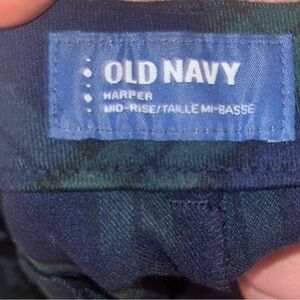 OLD NAVY
HARPER
MID-RISE/TAILLE MI-BASSE